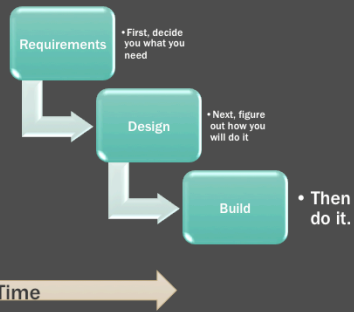 Requirements
• First, decide
you what you
need
Design
• Next, figure
out how you
will do it
Build
• Then
do it.
Time